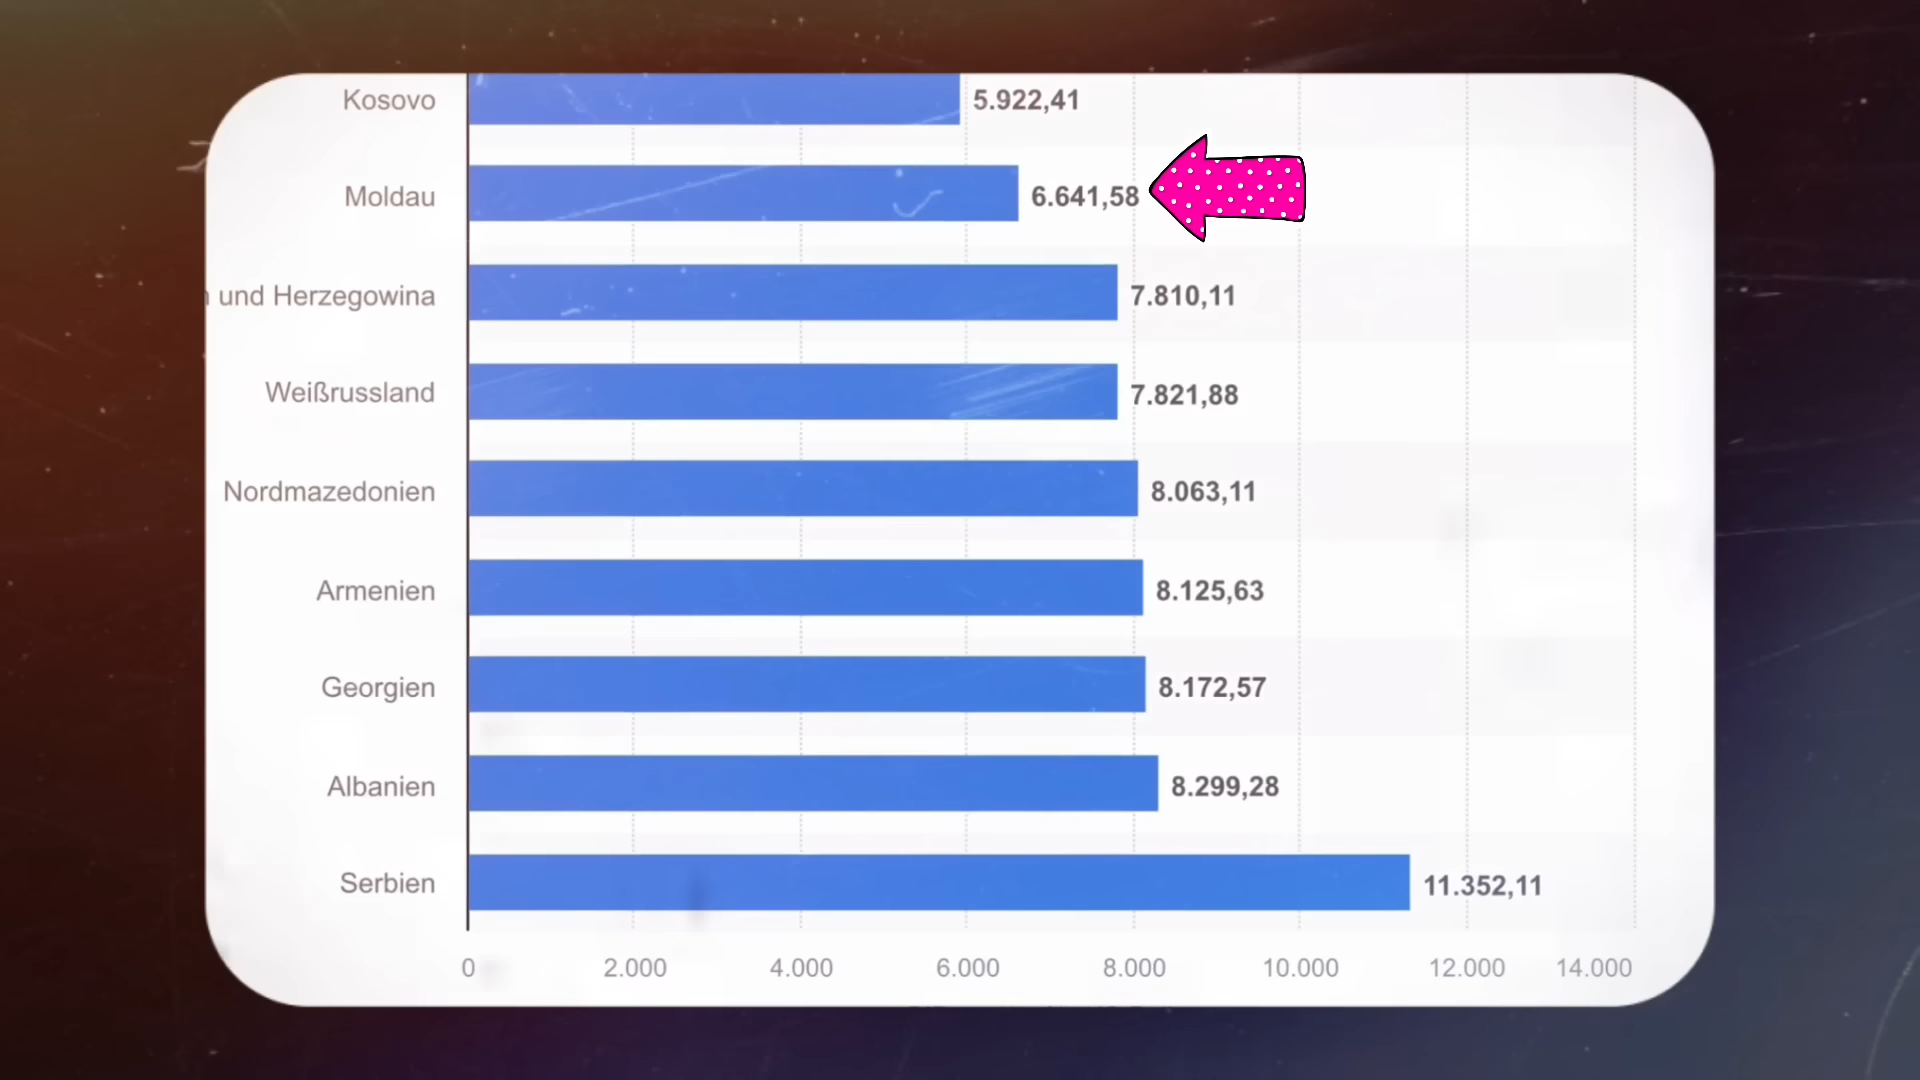 Kosovo 5.922,41
Moldau 6.641,58
und Herzegowina 7.810,11
Weißrussland 7.821,88
Nordmazedonien 8.063,11
Armenien 8.125,63
Georgien 8.172,57
Albanien 8.299,28
Serbien 11.352,11
0 2.000 4.000 6.000 8.000 10.000 12.000 14.000